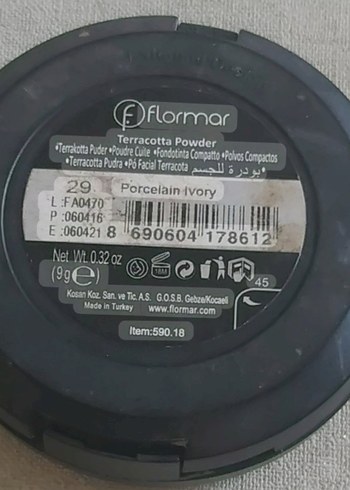 flormar
Terracotta Powder
•Terrakotta Puder •Poudre Cuite •Fondotinta Compatto •Polvos Compactos
•Terracotta Pudra •Pó Facial Terracotta بودرة للجسم•
29 Porcelain Ivory
L :FA0470
P :060416
E :060421
8 690604 178612
Net. Wt. 0.32 oz
(9g℮)
18M
45
Kosan Koz. San. ve Tic. A.S. G.O.S.B. Gebze/Kocaeli
Made in Turkey www.flormar.com
Item:590.18